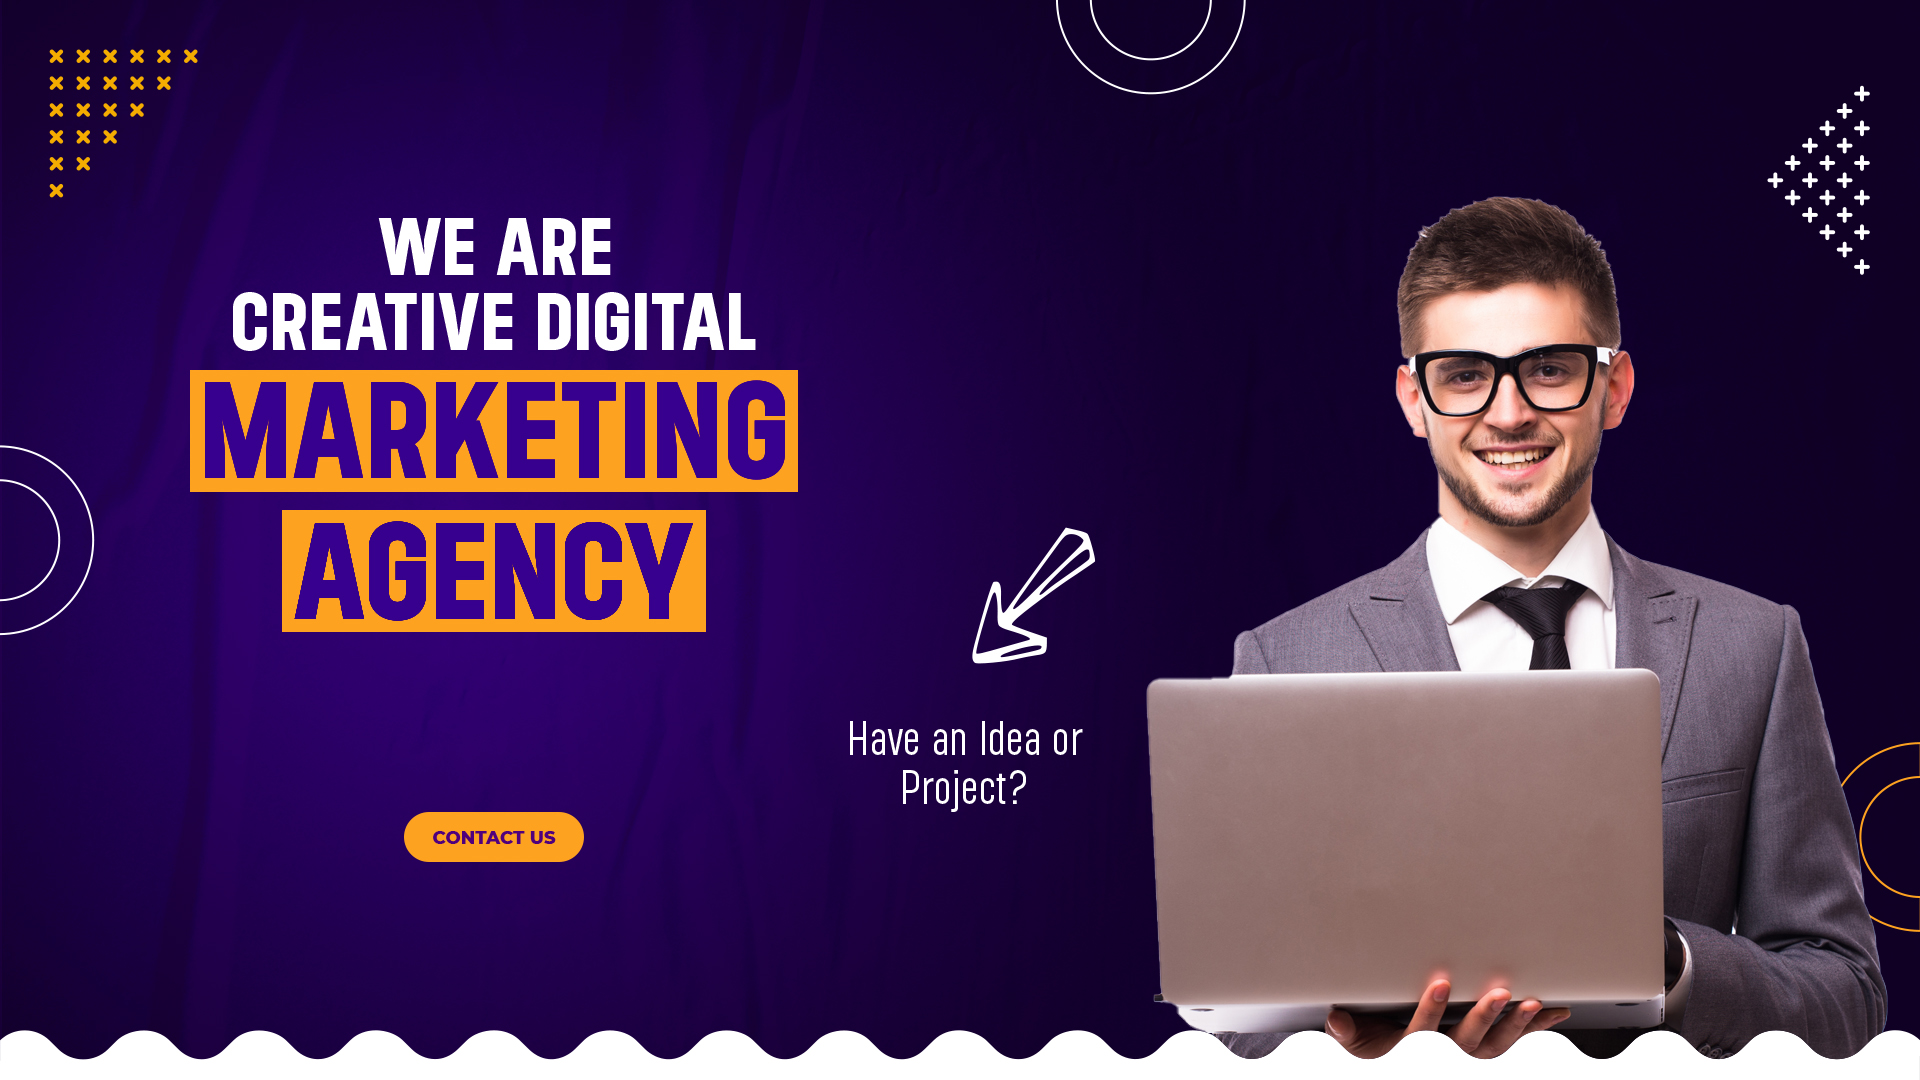 WE ARE
CREATIVE DIGITAL
MARKETING
AGENCY
Have an Idea or
Project?
CONTACT US